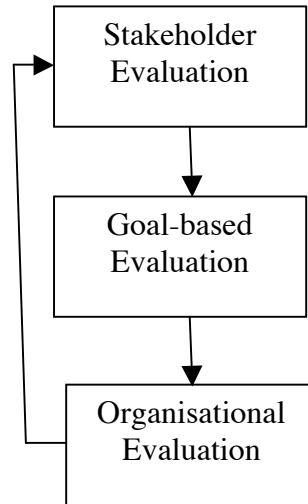 Stakeholder
Evaluation
Goal-based
Evaluation
Organisational
Evaluation